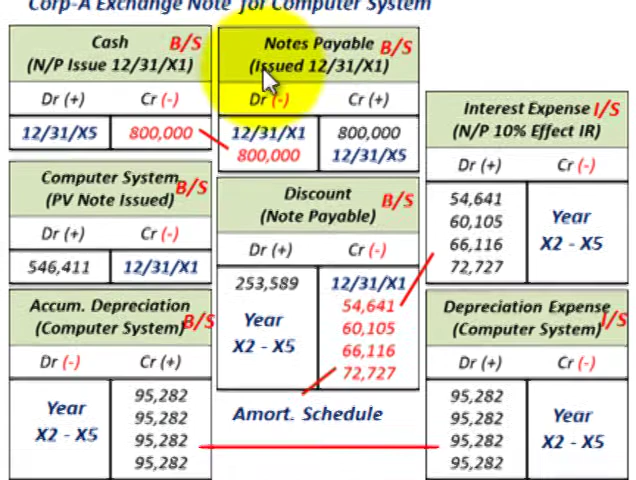 Corp-A Exchange Note for Computer System
Cash B/S
(N/P Issue 12/31/X1)
Dr (+) Cr (-)
12/31/X5 800,000
Notes Payable B/S
(Issued 12/31/X1)
Dr (-) Cr (+)
12/31/X1 800,000
800,000 12/31/X5
Interest Expense I/S
(N/P 10% Effect IR)
Dr (+) Cr (-)
54,641
60,105
66,116
72,727
Year
X2 - X5
Computer System B/S
(PV Note Issued)
Dr (+) Cr (-)
546,411 12/31/X1
Discount B/S
(Note Payable)
Dr (+) Cr (-)
253,589 12/31/X1
54,641
60,105
66,116
72,727
Year
X2 - X5
Accum. Depreciation
(Computer System) B/S
Dr (-) Cr (+)
Year
X2 - X5
95,282
95,282
95,282
95,282
Amort. Schedule
Depreciation Expense
(Computer System) I/S
Dr (+) Cr (-)
95,282
95,282
95,282
95,282
Year
X2 - X5